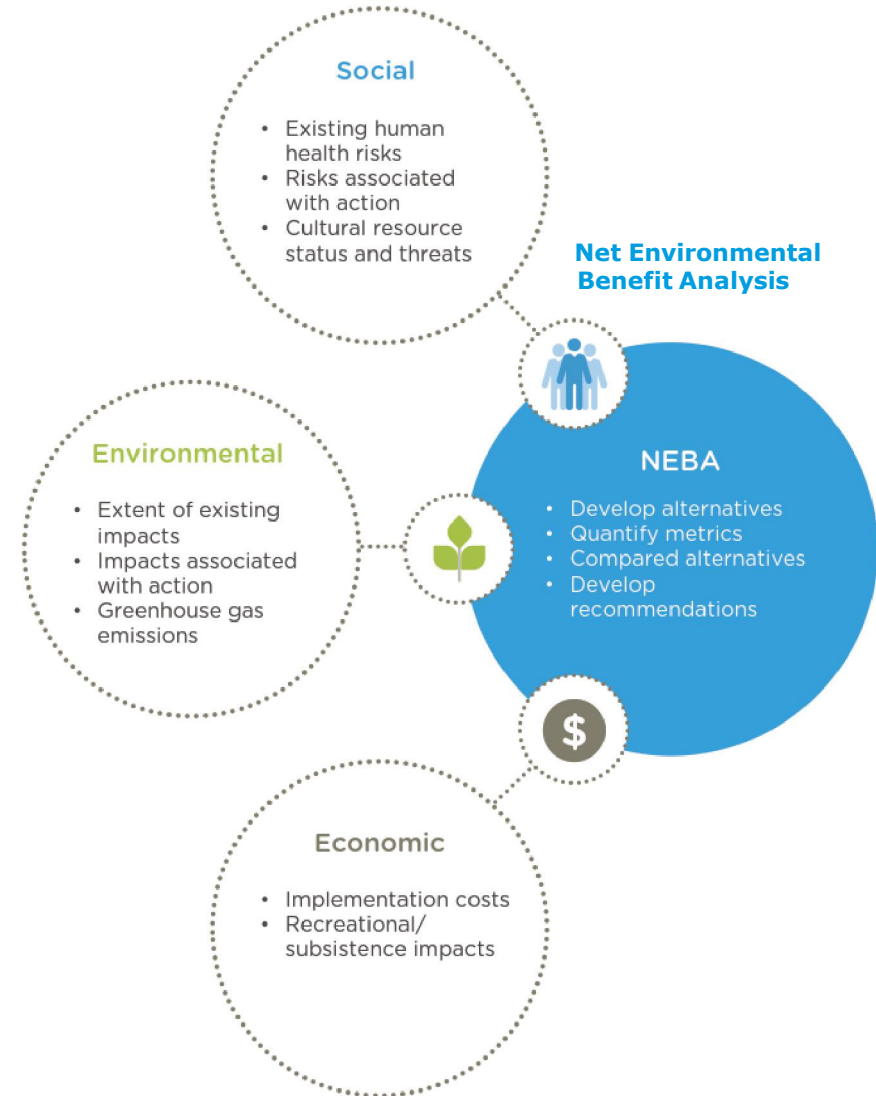 Social
• Existing human
health risks
• Risks associated
with action
• Cultural resource
status and threats
Net Environmental
Benefit Analysis
Environmental
• Extent of existing
impacts
• Impacts associated
with action
• Greenhouse gas
emissions
NEBA
• Develop alternatives
• Quantify metrics
• Compared alternatives
• Develop
recommendations
$
Economic
• Implementation costs
• Recreational/
subsistence impacts